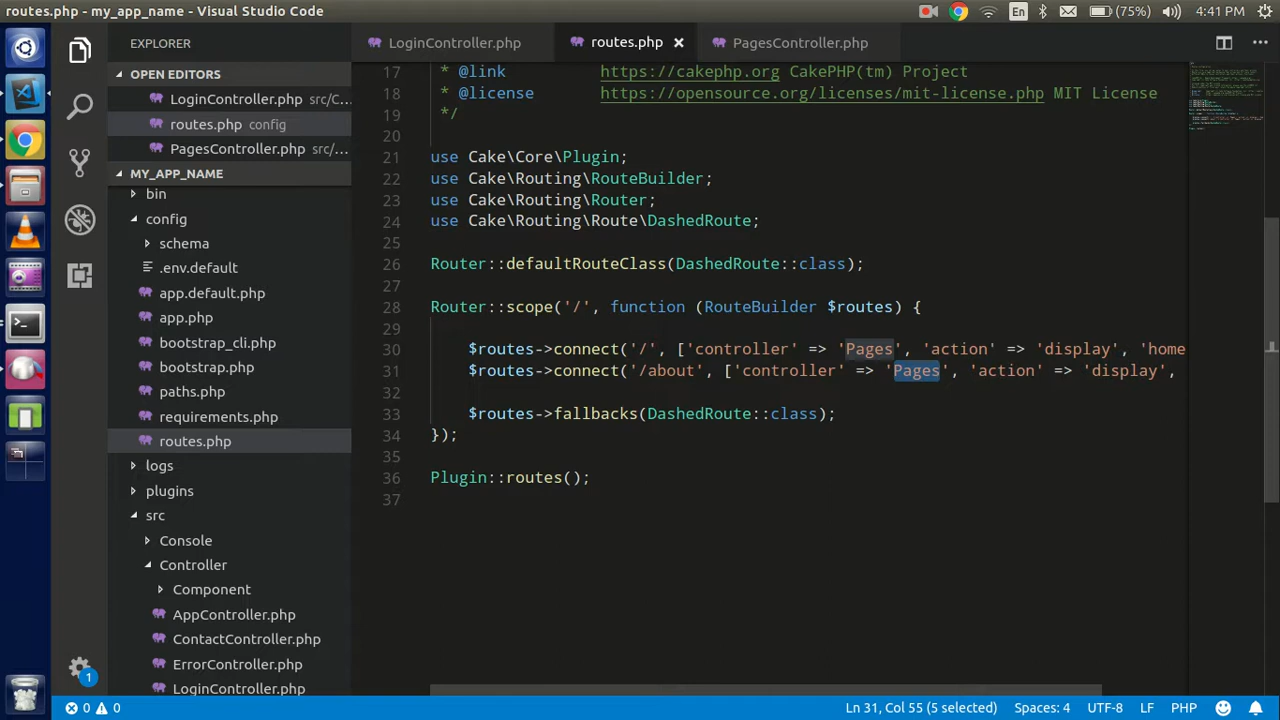 routes.php - my_app_name - Visual Studio Code
En
(75%)
4:41 PM
EXPLORER
OPEN EDITORS
LoginController.php src/C...
routes.php config
PagesController.php src/...
MY_APP_NAME
bin
config
schema
.env.default
app.default.php
app.php
bootstrap_cli.php
bootstrap.php
paths.php
requirements.php
routes.php
logs
plugins
src
Console
Controller
Component
AppController.php
ContactController.php
ErrorController.php
LoginController.php
1
LoginController.php
routes.php
PagesController.php
17 * @link https://cakephp.org CakePHP(tm) Project
18 * @license https://opensource.org/licenses/mit-license.php MIT License
19 */
20
21 use Cake\Core\Plugin;
22 use Cake\Routing\RouteBuilder;
23 use Cake\Routing\Router;
24 use Cake\Routing\Route\DashedRoute;
25
26 Router::defaultRouteClass(DashedRoute::class);
27
28 Router::scope('/', function (RouteBuilder $routes) {
29
30 $routes->connect('/', ['controller' => 'Pages', 'action' => 'display', 'home
31 $routes->connect('/about', ['controller' => 'Pages', 'action' => 'display',
32
33 $routes->fallbacks(DashedRoute::class);
34 });
35
36 Plugin::routes();
37
0 0
Ln 31, Col 55 (5 selected)
Spaces: 4
UTF-8
LF
PHP